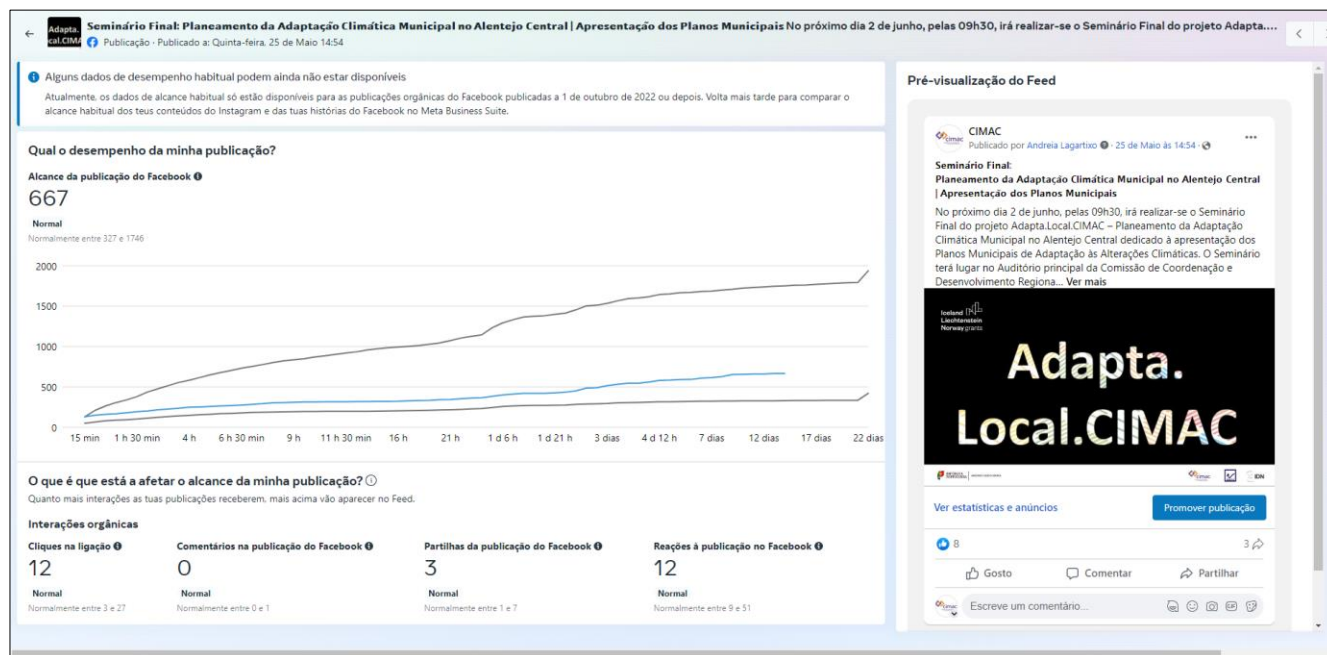 Adapta.
cal.CIMA
Seminário Final: Planeamento da Adaptação Climática Municipal no Alentejo Central | Apresentação dos Planos Municipais No próximo dia 2 de junho, pelas 09h30, irá realizar-se o Seminário Final do projeto Adapta....
Publicação · Publicado a: Quinta-feira, 25 de Maio 14:54
Alguns dados de desempenho habitual podem ainda não estar disponíveis
Atualmente, os dados de alcance habitual só estão disponíveis para as publicações orgânicas do Facebook publicadas a 1 de outubro de 2022 ou depois. Volta mais tarde para comparar o
alcance habitual dos teus conteúdos do Instagram e das tuas histórias do Facebook no Meta Business Suite.
Qual o desempenho da minha publicação?
Alcance da publicação do Facebook
667
Normal
Normalmente entre 327 e 1746
2000
1500
1000
500
0
15 min 1 h 30 min 4 h 6 h 30 min 9 h 11 h 30 min 16 h 21 h 1 d 6 h 1 d 21 h 3 dias 4 d 12 h 7 dias 12 dias 17 dias 22 dias
O que é que está a afetar o alcance da minha publicação?
Quanto mais interações as tuas publicações receberem, mais acima vão aparecer no Feed.
Interações orgânicas
Cliques na ligação Comentários na publicação do Facebook Partilhas da publicação do Facebook Reações à publicação no Facebook
12 0 3 12
Normal Normal Normal Normal
Normalmente entre 3 e 27 Normalmente entre 0 e 1 Normalmente entre 1 e 7 Normalmente entre 9 e 51
Pré-visualização do Feed
cimac
CIMAC
Publicado por Andreia Lagartixo · 25 de Maio às 14:54 ·
Seminário Final:
Planeamento da Adaptação Climática Municipal no Alentejo Central
| Apresentação dos Planos Municipais
No próximo dia 2 de junho, pelas 09h30, irá realizar-se o Seminário
Final do projeto Adapta.Local.CIMAC – Planeamento da Adaptação
Climática Municipal no Alentejo Central dedicado à apresentação dos
Planos Municipais de Adaptação às Alterações Climáticas. O Seminário
terá lugar no Auditório principal da Comissão de Coordenação e
Desenvolvimento Regiona... Ver mais
Iceland
Liechtenstein
Norway grants
Adapta.
Local.CIMAC
cimac IDN
Ver estatísticas e anúncios Promover publicação
8 3
Gosto Comentar Partilhar
cimac Escreve um comentário...